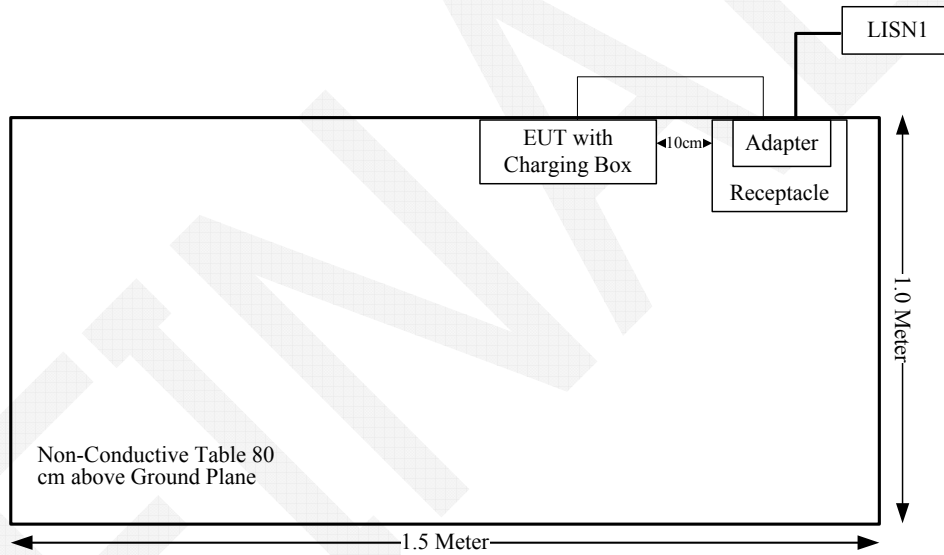 LISN1
EUT with
Charging Box
10cm
Adapter
Receptacle
1.0 Meter
Non-Conductive Table 80
cm above Ground Plane
1.5 Meter